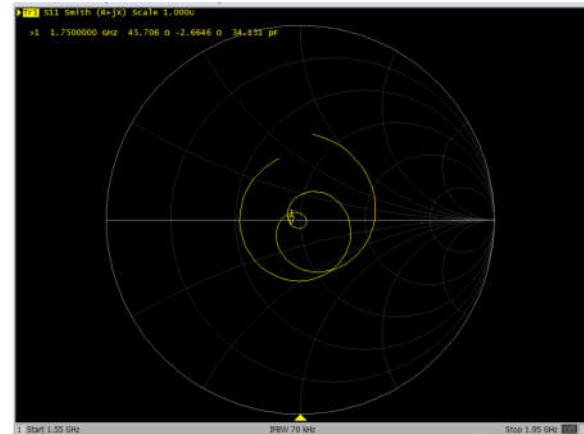 Tr1 S11 Smith (R+jX) Scale 1.000U
>1 1.7500000 GHz 45.706 Ω -2.6646 Ω 34.131 pF
1
1 Start 1.55 GHz IFBW 70 kHz Stop 1.95 GHz